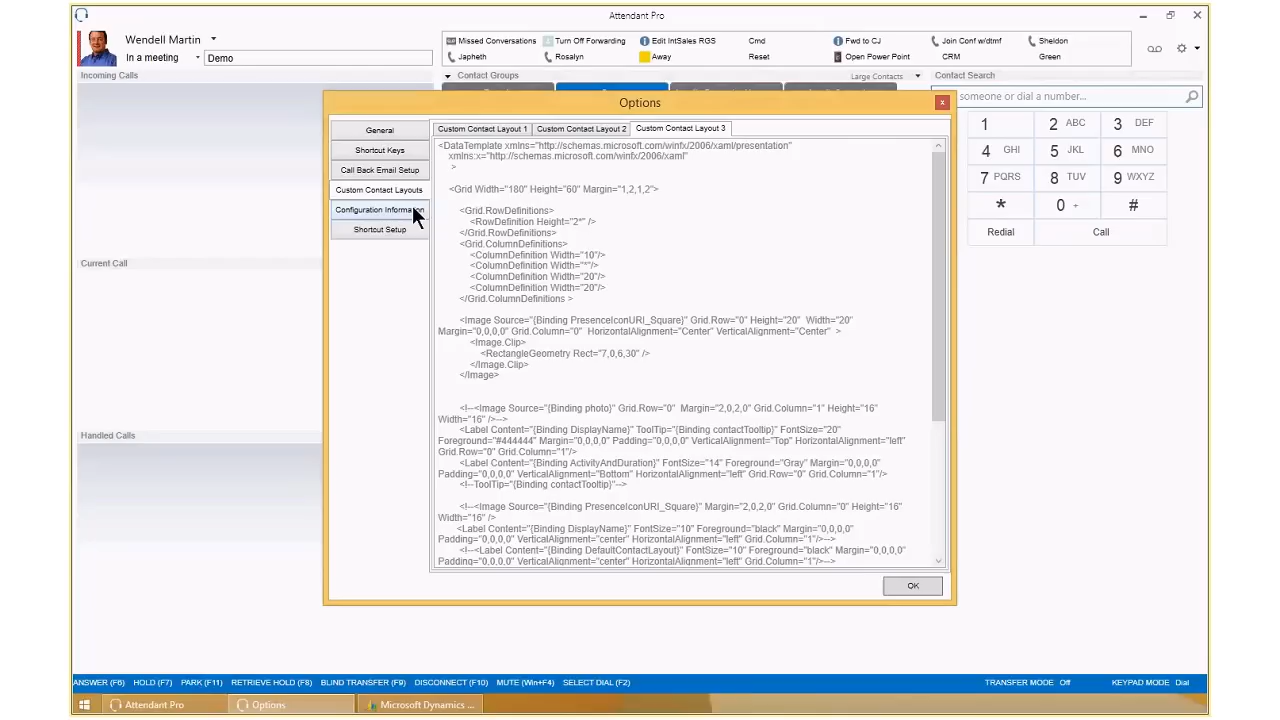 Attendant Pro
Wendell Martin
In a meeting
Demo
Missed Conversations
Turn Off Forwarding
Edit IntSales RGS
Cmd
Fwd to CJ
Join Conf w/dtmf
Sheldon
Japheth
Rosalyn
Away
Reset
Open Power Point
CRM
Green
Incoming Calls
Contact Groups
Large Contacts
Contact Search
someone or dial a number...
Options
General
Shortcut Keys
Call Back Email Setup
Custom Contact Layouts
Configuration Information
Shortcut Setup
Custom Contact Layout 1
Custom Contact Layout 2
Custom Contact Layout 3
<DataTemplate xmlns="http://schemas.microsoft.com/winfx/2006/xaml/presentation"
xmlns:x="http://schemas.microsoft.com/winfx/2006/xaml"
>
<Grid Width="180" Height="60" Margin="1,2,1,2">
<Grid.RowDefinitions>
<RowDefinition Height="2*" />
</Grid.RowDefinitions>
<Grid.ColumnDefinitions>
<ColumnDefinition Width="10"/>
<ColumnDefinition Width="*"/>
<ColumnDefinition Width="20"/>
<ColumnDefinition Width="20"/>
</Grid.ColumnDefinitions >
<Image Source="{Binding PresenceIconURI_Square}" Grid.Row="0" Height="20"  Width="20"
Margin="0,0,0,0" Grid.Column="0"  HorizontalAlignment="Center" VerticalAlignment="Center"  >
<Image.Clip>
<RectangleGeometry Rect="7,0,6,30" />
</Image.Clip>
</Image>
<!--<Image Source="{Binding photo}" Grid.Row="0"  Margin="2,0,2,0" Grid.Column="1" Height="16"
Width="16" />-->
<Label Content="{Binding DisplayName}" ToolTip="{Binding contactTooltip}" FontSize="20"
Foreground="#444444" Margin="0,0,0,0" Padding="0,0,0,0" VerticalAlignment="Top" HorizontalAlignment="left"
Grid.Row="0" Grid.Column="1"/>
<Label Content="{Binding ActivityAndDuration}" FontSize="14" Foreground="Gray" Margin="0,0,0,0"
Padding="0,0,0,0" VerticalAlignment="Bottom" HorizontalAlignment="left" Grid.Row="0" Grid.Column="1"/>
<!--ToolTip="{Binding contactTooltip}"-->
<!--<Image Source="{Binding PresenceIconURI_Square}" Margin="2,0,2,0" Grid.Column="0" Height="16"
Width="16" />
<Label Content="{Binding DisplayName}" FontSize="10" Foreground="black" Margin="0,0,0,0"
Padding="0,0,0,0" VerticalAlignment="center" HorizontalAlignment="left" Grid.Column="1"/>-->
<!--<Label Content="{Binding DefaultContactLayout}" FontSize="10" Foreground="black" Margin="0,0,0,0"
Padding="0,0,0,0" VerticalAlignment="center" HorizontalAlignment="left" Grid.Column="1"/>-->
OK
1
2 ABC
3 DEF
4 GHI
5 JKL
6 MNO
7 PQRS
8 TUV
9 WXYZ
*
0 +
#
Redial
Call
Current Call
Handled Calls
ANSWER (F6)
HOLD (F7)
PARK (F11)
RETRIEVE HOLD (F8)
BLIND TRANSFER (F9)
DISCONNECT (F10)
MUTE (Win+F4)
SELECT DIAL (F2)
TRANSFER MODE Off
KEYPAD MODE Dial
Attendant Pro
Options
Microsoft Dynamics ...